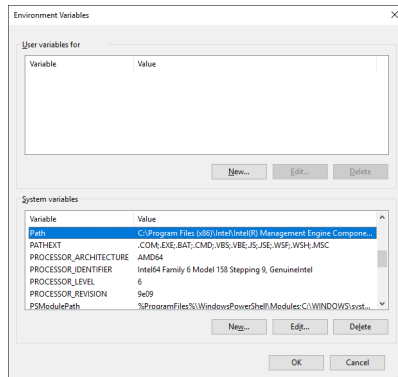 Environment Variables
User variables for
Variable Value
New... Edit... Delete
System variables
Variable Value
Path C:\Program Files (x86)\Intel\Intel(R) Management Engine Compone...
PATHEXT .COM;.EXE;.BAT;.CMD;.VBS;.VBE;.JS;.JSE;.WSF;.WSH;.MSC
PROCESSOR_ARCHITECTURE AMD64
PROCESSOR_IDENTIFIER Intel64 Family 6 Model 158 Stepping 9, GenuineIntel
PROCESSOR_LEVEL 6
PROCESSOR_REVISION 9e09
PSModulePath %ProgramFiles%\WindowsPowerShell\Modules;C:\WINDOWS\syst...
New... Edit... Delete
OK Cancel